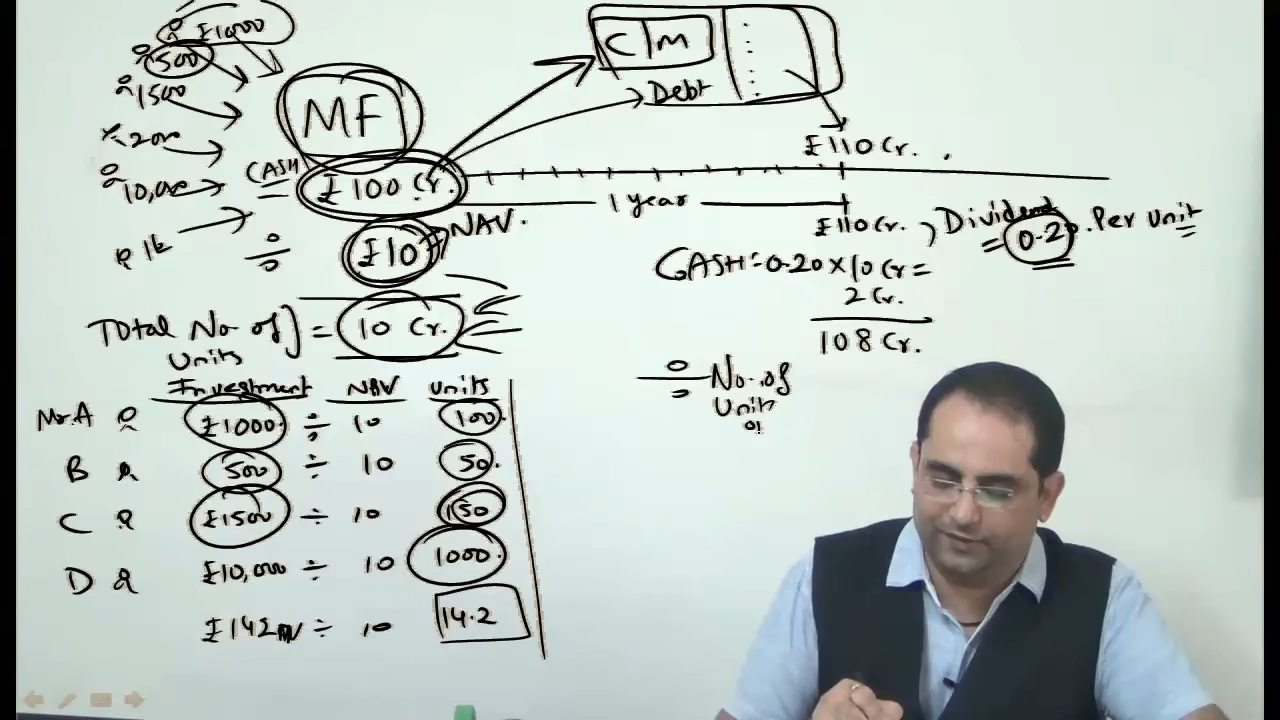 ₤1000
500
1500
200
10,000
1k
MF
CASH
₤100 Cr.
÷
₤10 → NAV.
Total No of Units = 10 Cr.
C | M
Debt
₤110 Cr.
1 year
₤110 Cr., Dividend = 0.20 Per Unit
CASH = 0.20 × 10 Cr =
2 Cr.
108 Cr.
÷ No. of
Units
Investment NAV Units
Mr. A ₤1000 ÷ 10 100
B 500 ÷ 10 50
C ₤1500 ÷ 10 150
D ₤10,000 ÷ 10 1000
÷ 10 14.2